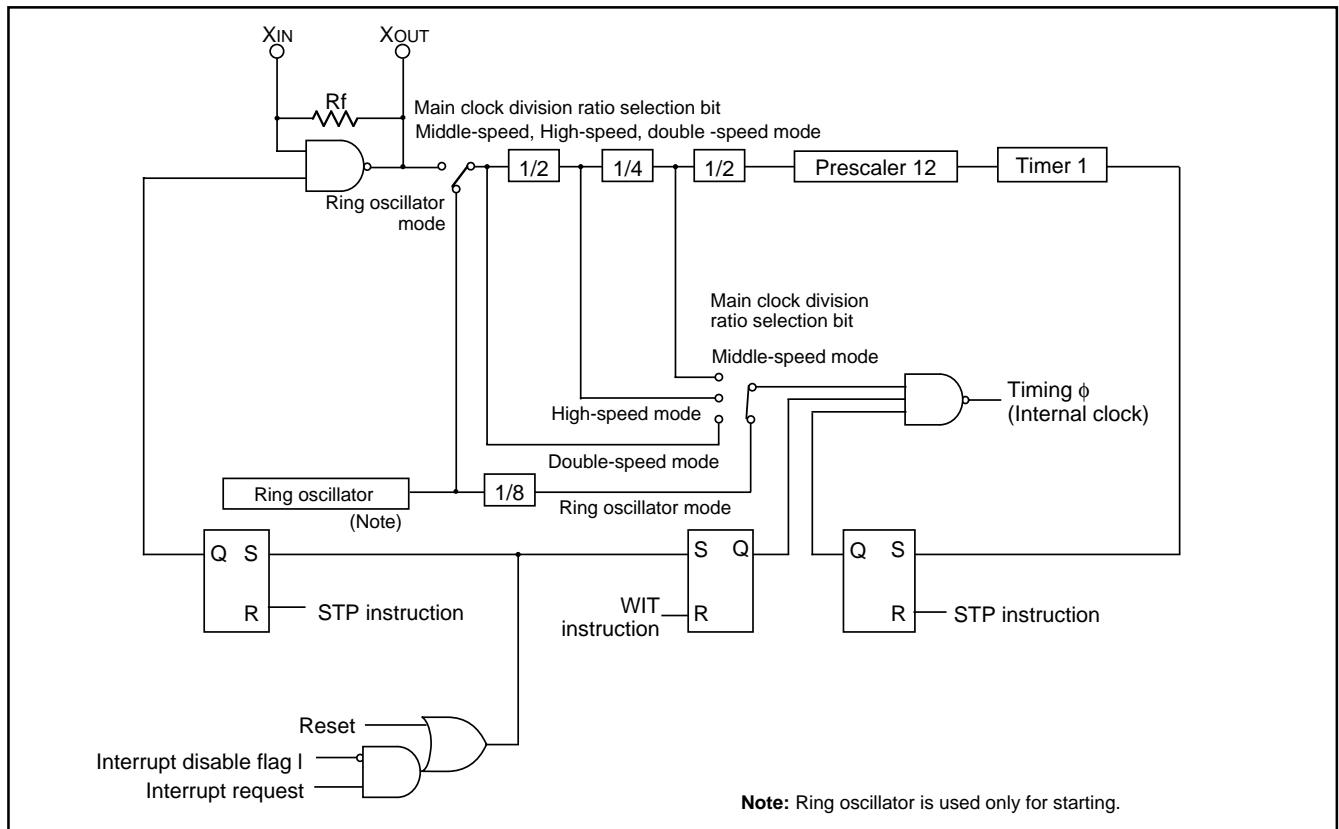 XIN
XOUT
Rf
Main clock division ratio selection bit
Middle-speed, High-speed, double -speed mode
1/2
1/4
1/2
Prescaler 12
Timer 1
Ring oscillator
mode
Main clock division
ratio selection bit
Middle-speed mode
High-speed mode
Timing ϕ
(Internal clock)
Double-speed mode
Ring oscillator
(Note)
1/8
Ring oscillator mode
Q S
R
STP instruction
S Q
R
WIT
instruction
Q S
R
STP instruction
Reset
Interrupt disable flag I
Interrupt request
Note: Ring oscillator is used only for starting.